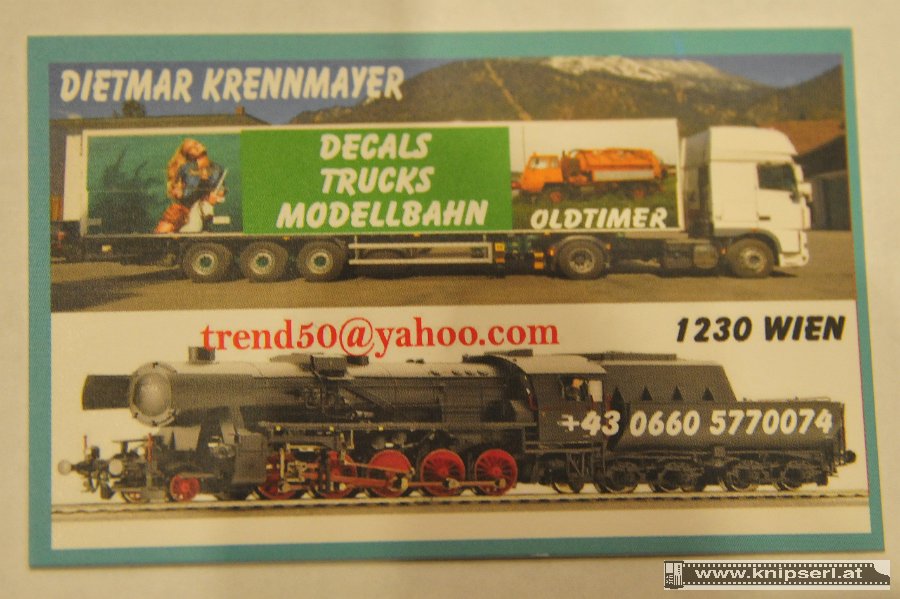 DIETMAR KRENNMAYER
DECALS
TRUCKS
MODELLBAHN
OLDTIMER
trend50@yahoo.com
1230 WIEN
+43 0660 5770074
www.knipserl.at